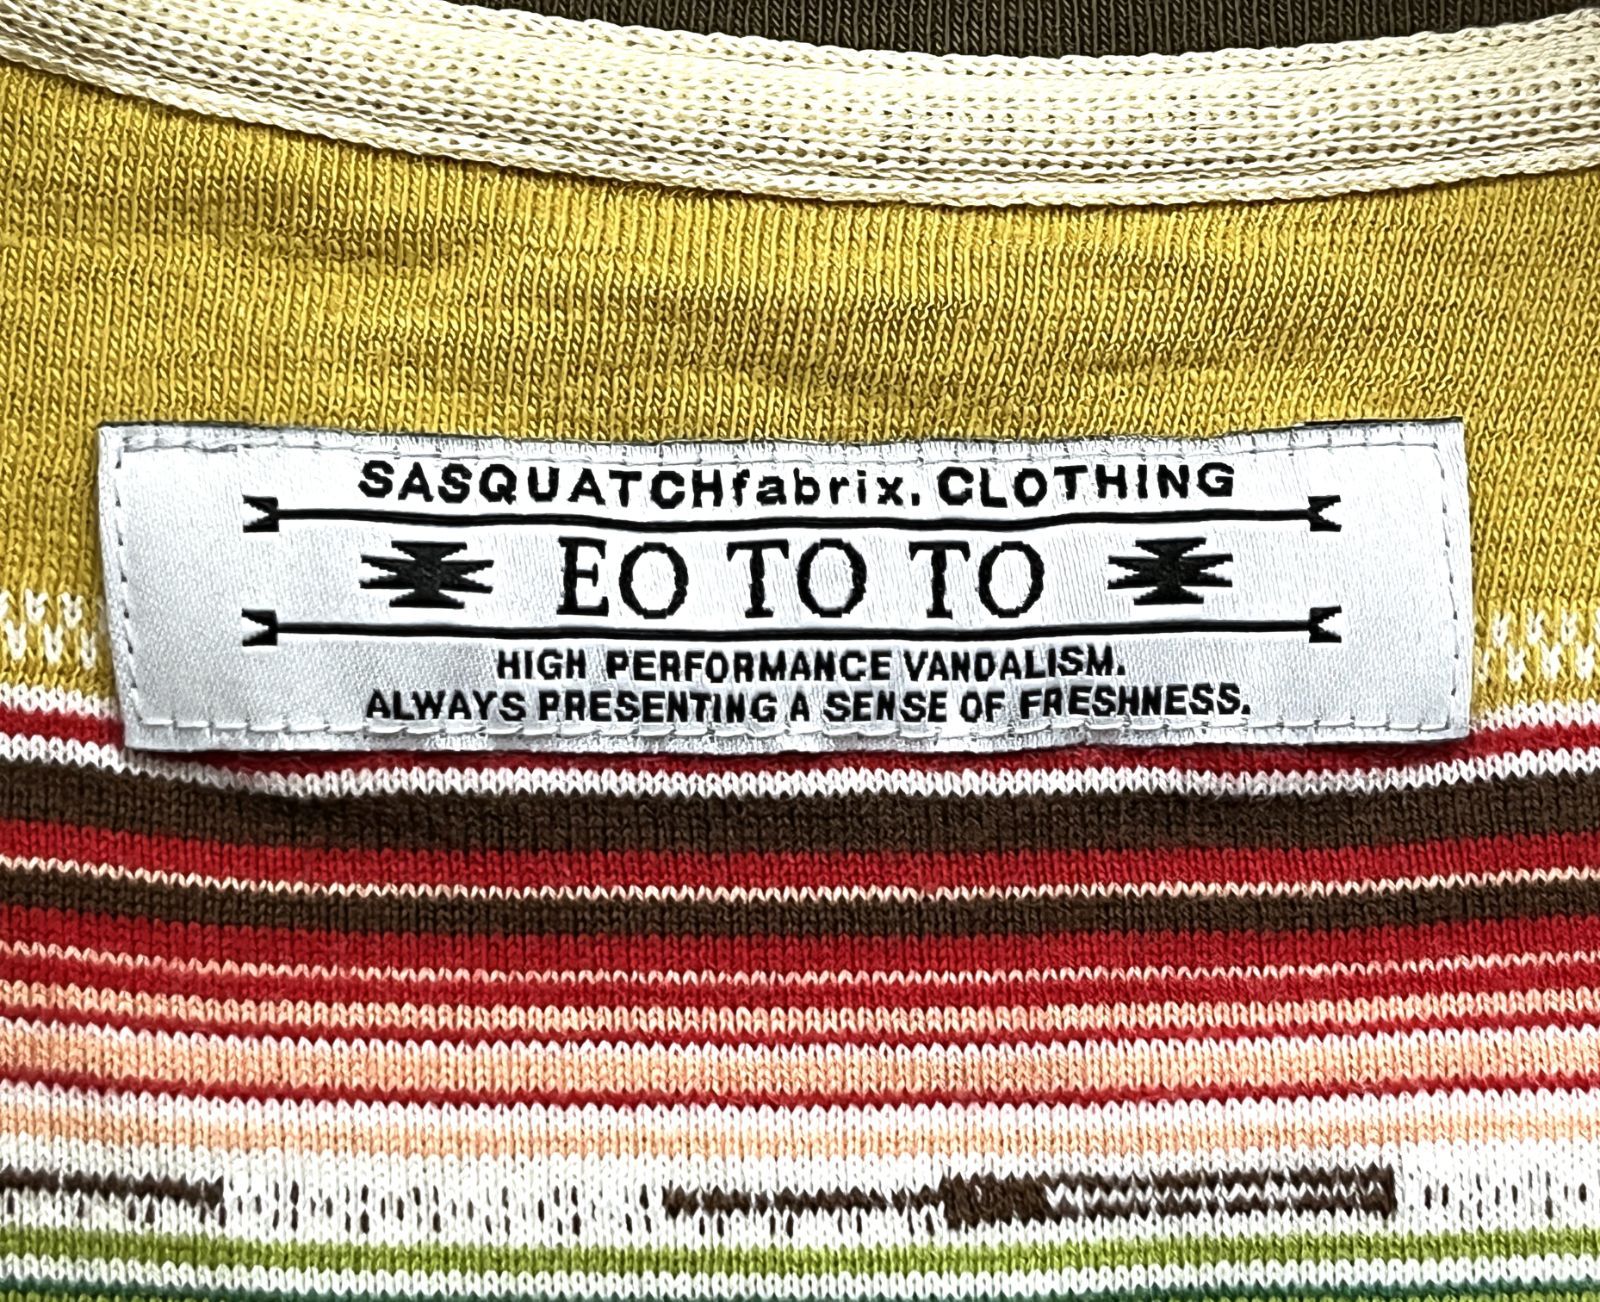 SASQUATCHfabrix. CLOTHING
EO TO TO
HIGH PERFORMANCE VANDALISM.
ALWAYS PRESENTING A SENSE OF FRESHNESS.